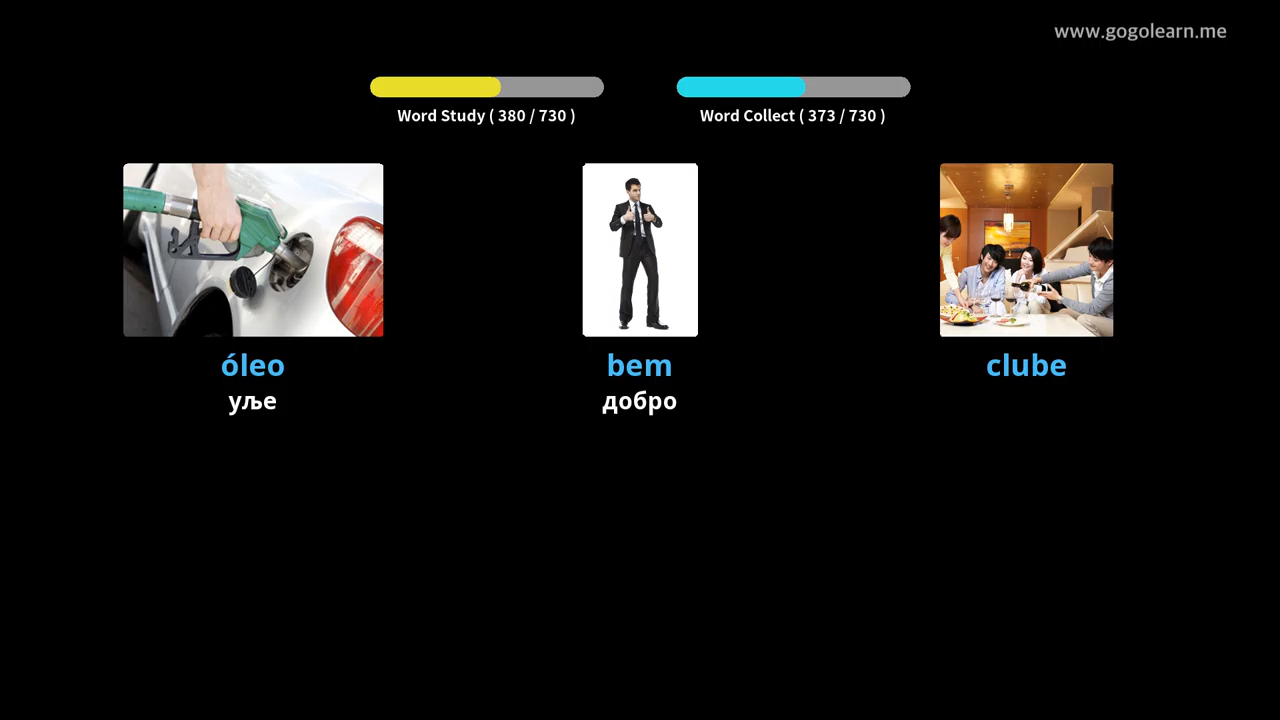 www.gogolearn.me
Word Study ( 380 / 730 )
Word Collect ( 373 / 730 )
óleo
bem
clube
уље
добро